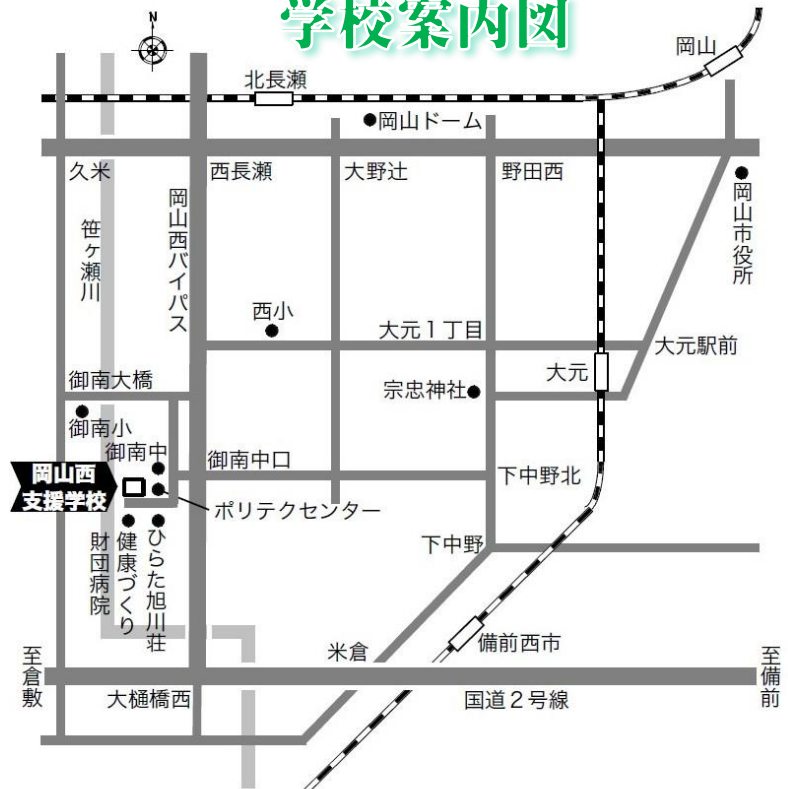 学校案内図
N
岡山
北長瀬
岡山ドーム
久米
西長瀬
大野辻
野田西
岡山市役所
笹ヶ瀬川
岡山西バイパス
西小
大元1丁目
大元駅前
御南大橋
大元
宗忠神社
御南小
御南中
御南中口
岡山西
支援学校
下中野北
ポリテクセンター
下中野
財団病院
健康づくり
ひらた旭川荘
米倉
備前西市
至倉敷
至備前
大樋橋西
国道2号線